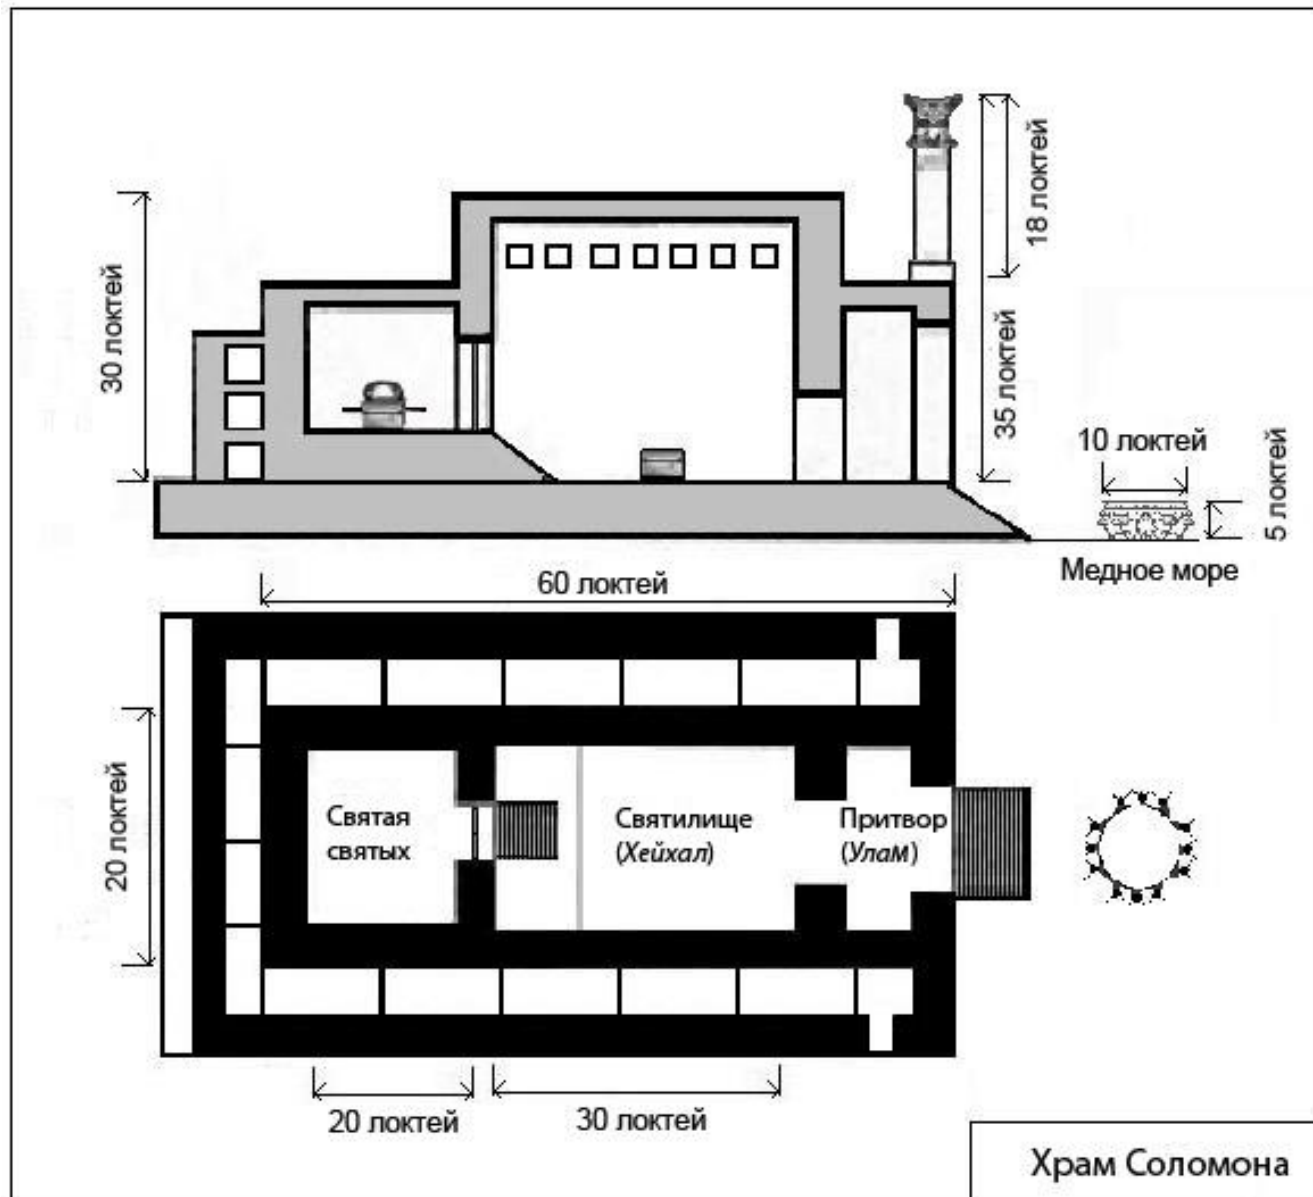 18 локтей
30 локтей
35 локтей
10 локтей
5 локтей
Медное море
60 локтей
20 локтей
Святая
святых
Святилище
(Хейхал)
Притвор
(Улам)
20 локтей
30 локтей
Храм Соломона